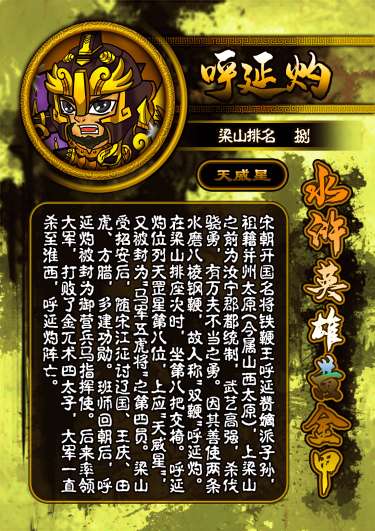 呼延灼
梁山排名 捌
天威星
水浒英雄黄金甲
宋朝开国名将铁鞭王呼延赞嫡派子孙，
祖籍并州太原(今属山西太原)上梁山
之前为汝宁郡都统制，武艺高强，杀伐
骁勇，有万夫不当之勇。因其善使两条
水磨八棱钢鞭，故人称"双鞭"呼延灼。
在梁山排座次时，坐第八把交椅。呼延
灼位列天罡星第八位，上应"天威星"，
又被封为"马军五虎将"之第四员。梁山
受招安后，随宋江征讨辽国、王庆、田
虎、方腊，多建功勋。班师回朝后，呼
延灼被封为御营兵马指挥使。后来率领
大军，打败了金兀术四太子，大军一直
杀至淮西，呼延灼阵亡。